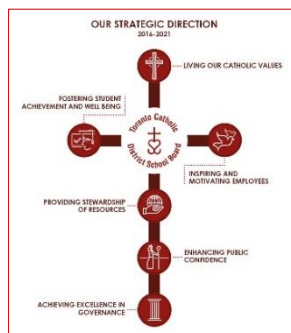 OUR STRATEGIC DIRECTION
2016-2021
LIVING OUR CATHOLIC VALUES
FOSTERING STUDENT
ACHIEVEMENT AND WELL BEING
Toronto Catholic
District School Board
INSPIRING AND
MOTIVATING EMPLOYEES
PROVIDING STEWARDSHIP
OF RESOURCES
ENHANCING PUBLIC
CONFIDENCE
ACHIEVING EXCELLENCE IN
GOVERNANCE